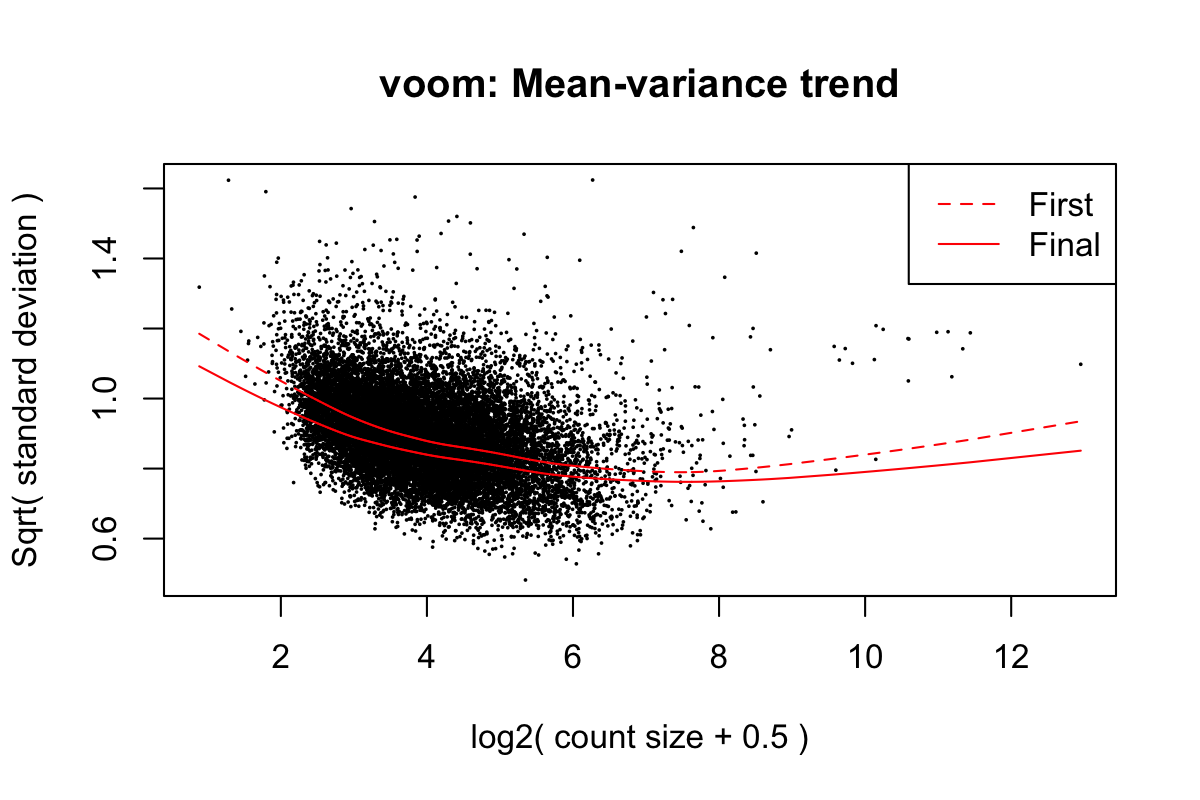 voom: Mean-variance trend
First
Final
Sqrt( standard deviation )
1.4
1.0
0.6
2 4 6 8 10 12
log2( count size + 0.5 )